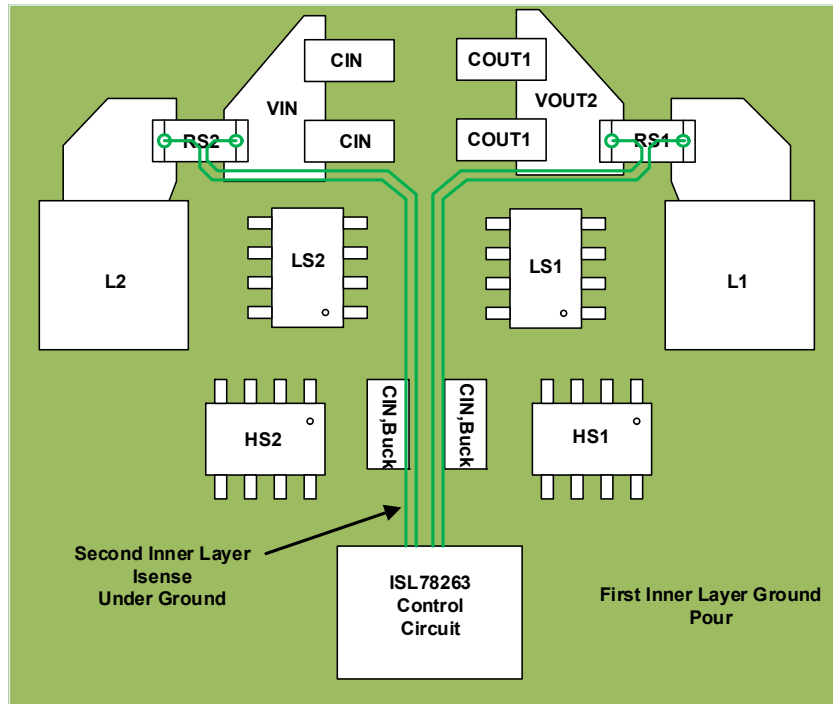 CIN
COUT1
VIN
VOUT2
RS2
CIN
COUT1
RS1
LS2
LS1
L2
L1
CIN,Buck
CIN,Buck
HS2
HS1
Second Inner Layer
Isense
Under Ground
ISL78263
Control
Circuit
First Inner Layer Ground
Pour